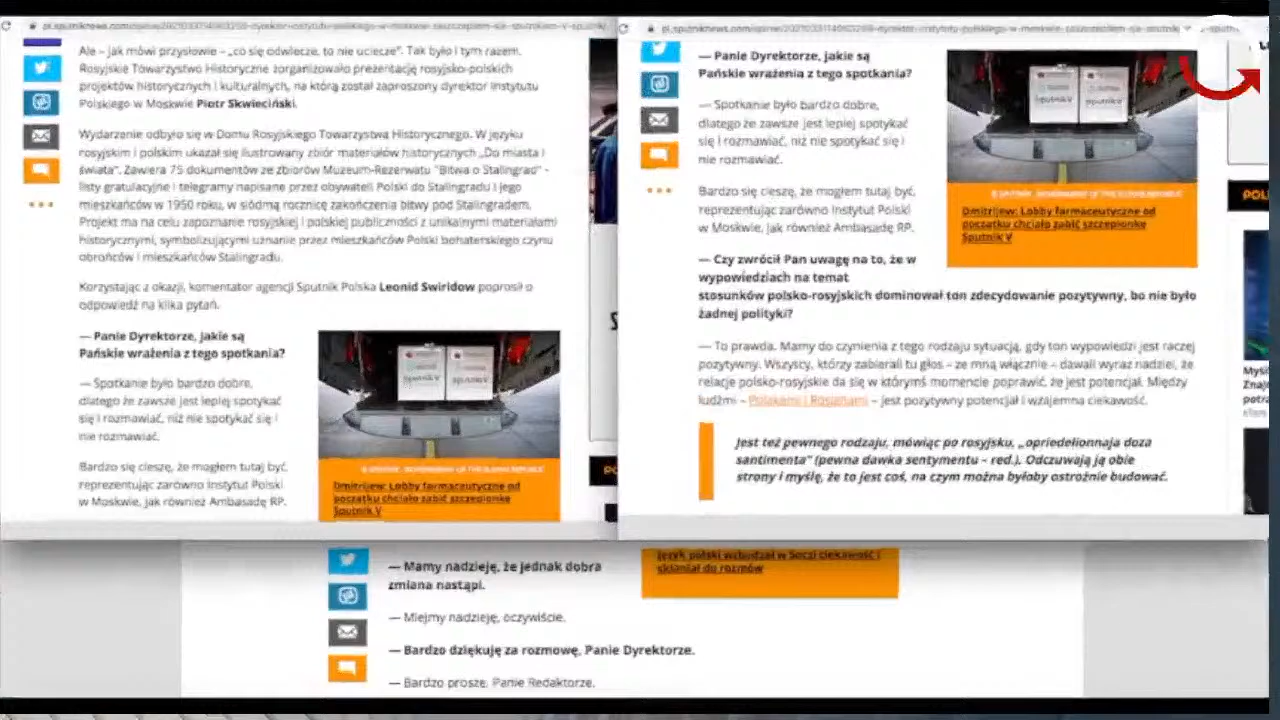 Ale – jak mówi przysłowie – „co się odwlecze, to nie uciecze”. Tak było i tym razem.
Rosyjskie Towarzystwo Historyczne zorganizowało prezentację rosyjsko-polskich
projektów historycznych i kulturalnych, na którą został zaproszony dyrektor Instytutu
Polskiego w Moskwie Piotr Skwieciński.
Wydarzenie odbyło się w Domu Rosyjskiego Towarzystwa Historycznego. W języku
rosyjskim i polskim ukazał się ilustrowany zbiór materiałów historycznych „Do miasta i
świata”. Zawiera 75 dokumentów ze zbiorów Muzeum-Rezerwatu "Bitwa o Stalingrad" –
listy gratulacyjne i telegramy napisane przez obywateli Polski do Stalingradu i jego
mieszkańców w 1950 roku, w siódmą rocznicę zakończenia bitwy pod Stalingradem.
Projekt ma na celu zapoznanie rosyjskiej i polskiej publiczności z unikalnymi materiałami
historycznymi, symbolizującymi uznanie przez mieszkańców Polski bohaterskiego czynu
obrońców i mieszkańców Stalingradu.
Korzystając z okazji, komentator agencji Sputnik Polska Leonid Swiridow poprosił o
odpowiedź na kilka pytań.
— Panie Dyrektorze, jakie są
Pańskie wrażenia z tego spotkania?
— Spotkanie było bardzo dobre,
dlatego że zawsze jest lepiej spotykać
się i rozmawiać, niż nie spotykać się i
nie rozmawiać.
Bardzo się cieszę, że mogłem tutaj być,
reprezentując zarówno Instytut Polski
w Moskwie, jak również Ambasadę RP.
Sputnik V
Sputnik V
Dmitrijew: Lobby farmaceutyczne od
początku chciało zabić szczepionkę
Sputnik V
— Panie Dyrektorze, jakie są
Pańskie wrażenia z tego spotkania?
— Spotkanie było bardzo dobre,
dlatego że zawsze jest lepiej spotykać
się i rozmawiać, niż nie spotykać się i
nie rozmawiać.
Bardzo się cieszę, że mogłem tutaj być,
reprezentując zarówno Instytut Polski
w Moskwie, jak również Ambasadę RP.
Sputnik V
Sputnik V
Dmitrijew: Lobby farmaceutyczne od
początku chciało zabić szczepionkę
Sputnik V
— Czy zwrócił Pan uwagę na to, że w
wypowiedziach na temat
stosunków polsko-rosyjskich dominował ton zdecydowanie pozytywny, bo nie było
żadnej polityki?
— To prawda. Mamy do czynienia z tego rodzaju sytuacją, gdy ton wypowiedzi jest raczej
pozytywny. Wszyscy, którzy zabierali tu głos – ze mną włącznie – dawali wyraz nadziei, że
relacje polsko-rosyjskie da się w którymś momencie poprawić, że jest potencjał. Między
ludźmi – Polakami i Rosjanami – jest pozytywny potencjał i wzajemna ciekawość.
Jest też pewnego rodzaju, mówiąc po rosyjsku, „opriedielionnaja doza
santimenta” (pewna dawka sentymentu – red.). Odczuwają ją obie
strony i myślę, że to jest coś, na czym można byłoby ostrożnie budować.
— Mamy nadzieję, że jednak dobra
zmiana nastąpi.
— Miejmy nadzieję, oczywiście.
— Bardzo dziękuję za rozmowę, Panie Dyrektorze.
— Bardzo proszę, Panie Redaktorze.
Język polski wzbudzał w Soczi ciekawość i
skłaniał do rozmów